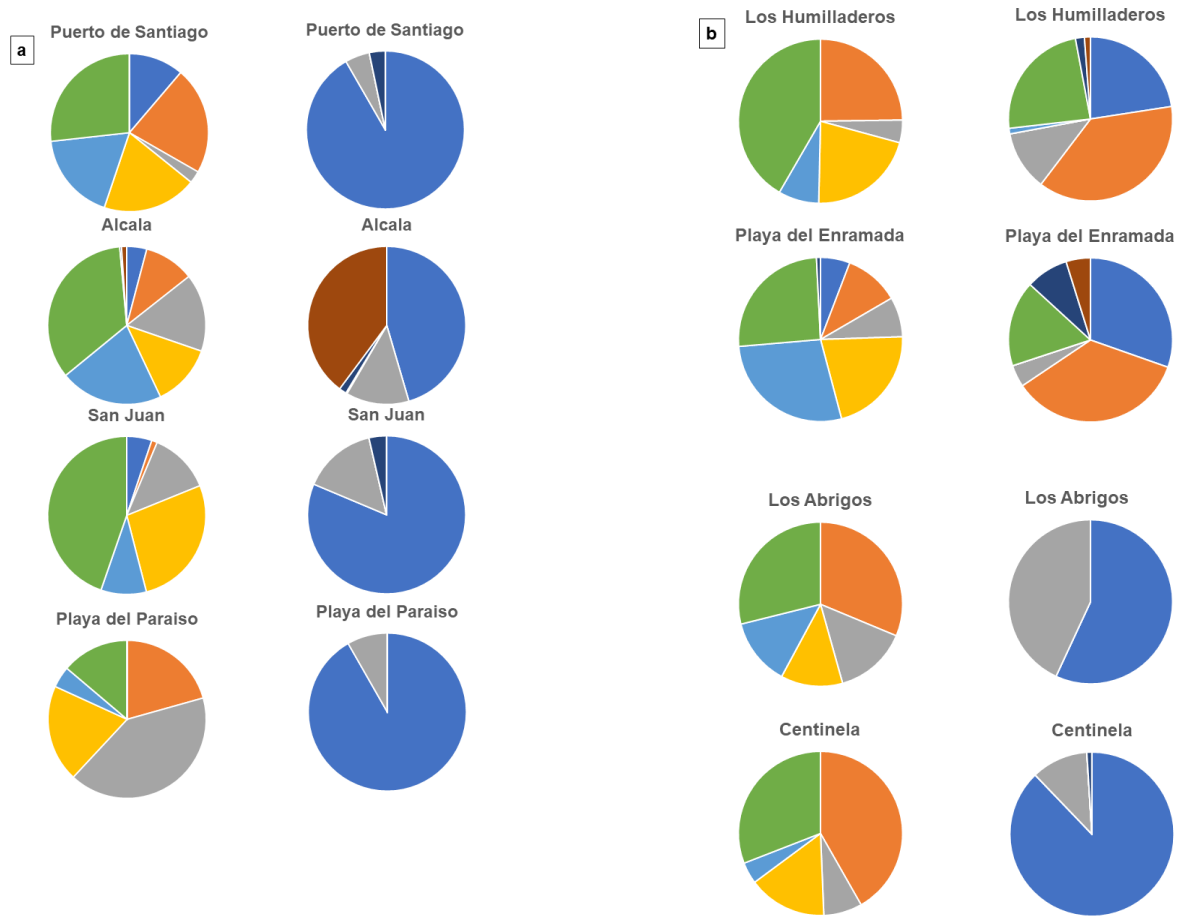 a
Puerto de Santiago
Puerto de Santiago
Alcala
Alcala
San Juan
San Juan
Playa del Paraiso
Playa del Paraiso
b
Los Humilladeros
Los Humilladeros
Playa del Enramada
Playa del Enramada
Los Abrigos
Los Abrigos
Centinela
Centinela